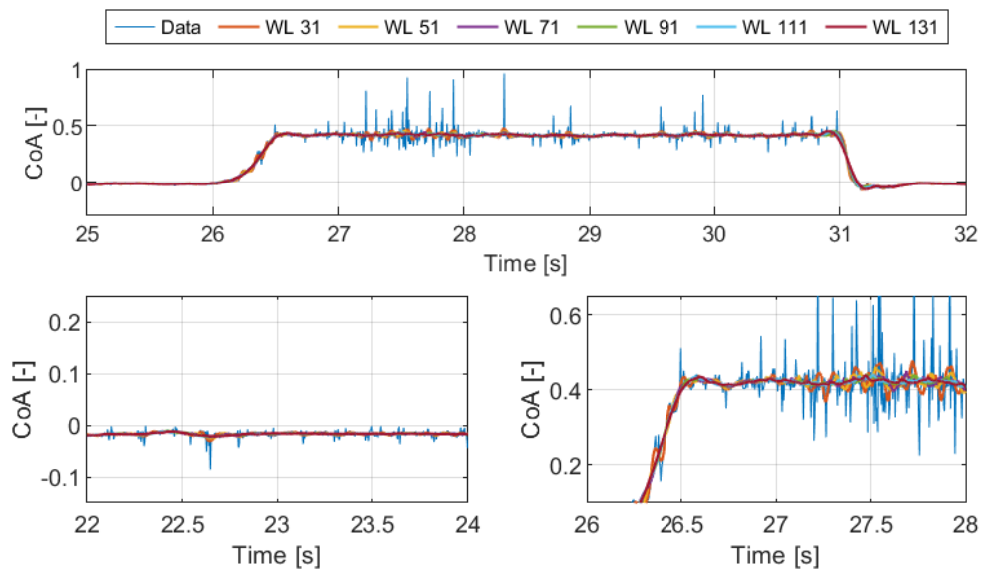 Data WL 31 WL 51 WL 71 WL 91 WL 111 WL 131
1
0.5
0
CoA [-]
25 26 27 28 29 30 31 32
Time [s]
0.2
0.1
0
-0.1
CoA [-]
22 22.5 23 23.5 24
Time [s]
0.6
0.4
0.2
CoA [-]
26 26.5 27 27.5 28
Time [s]